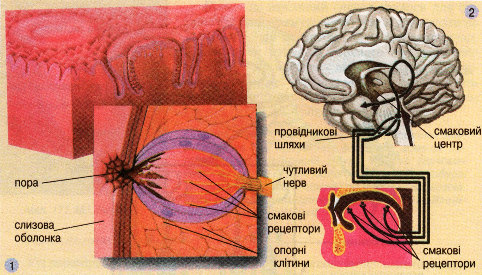 2
провідникові
шляхи
смаковий
центр
пора
чутливий
нерв
слизова
оболонка
смакові
рецептори
опорні
клітини
смакові
рецептори
1